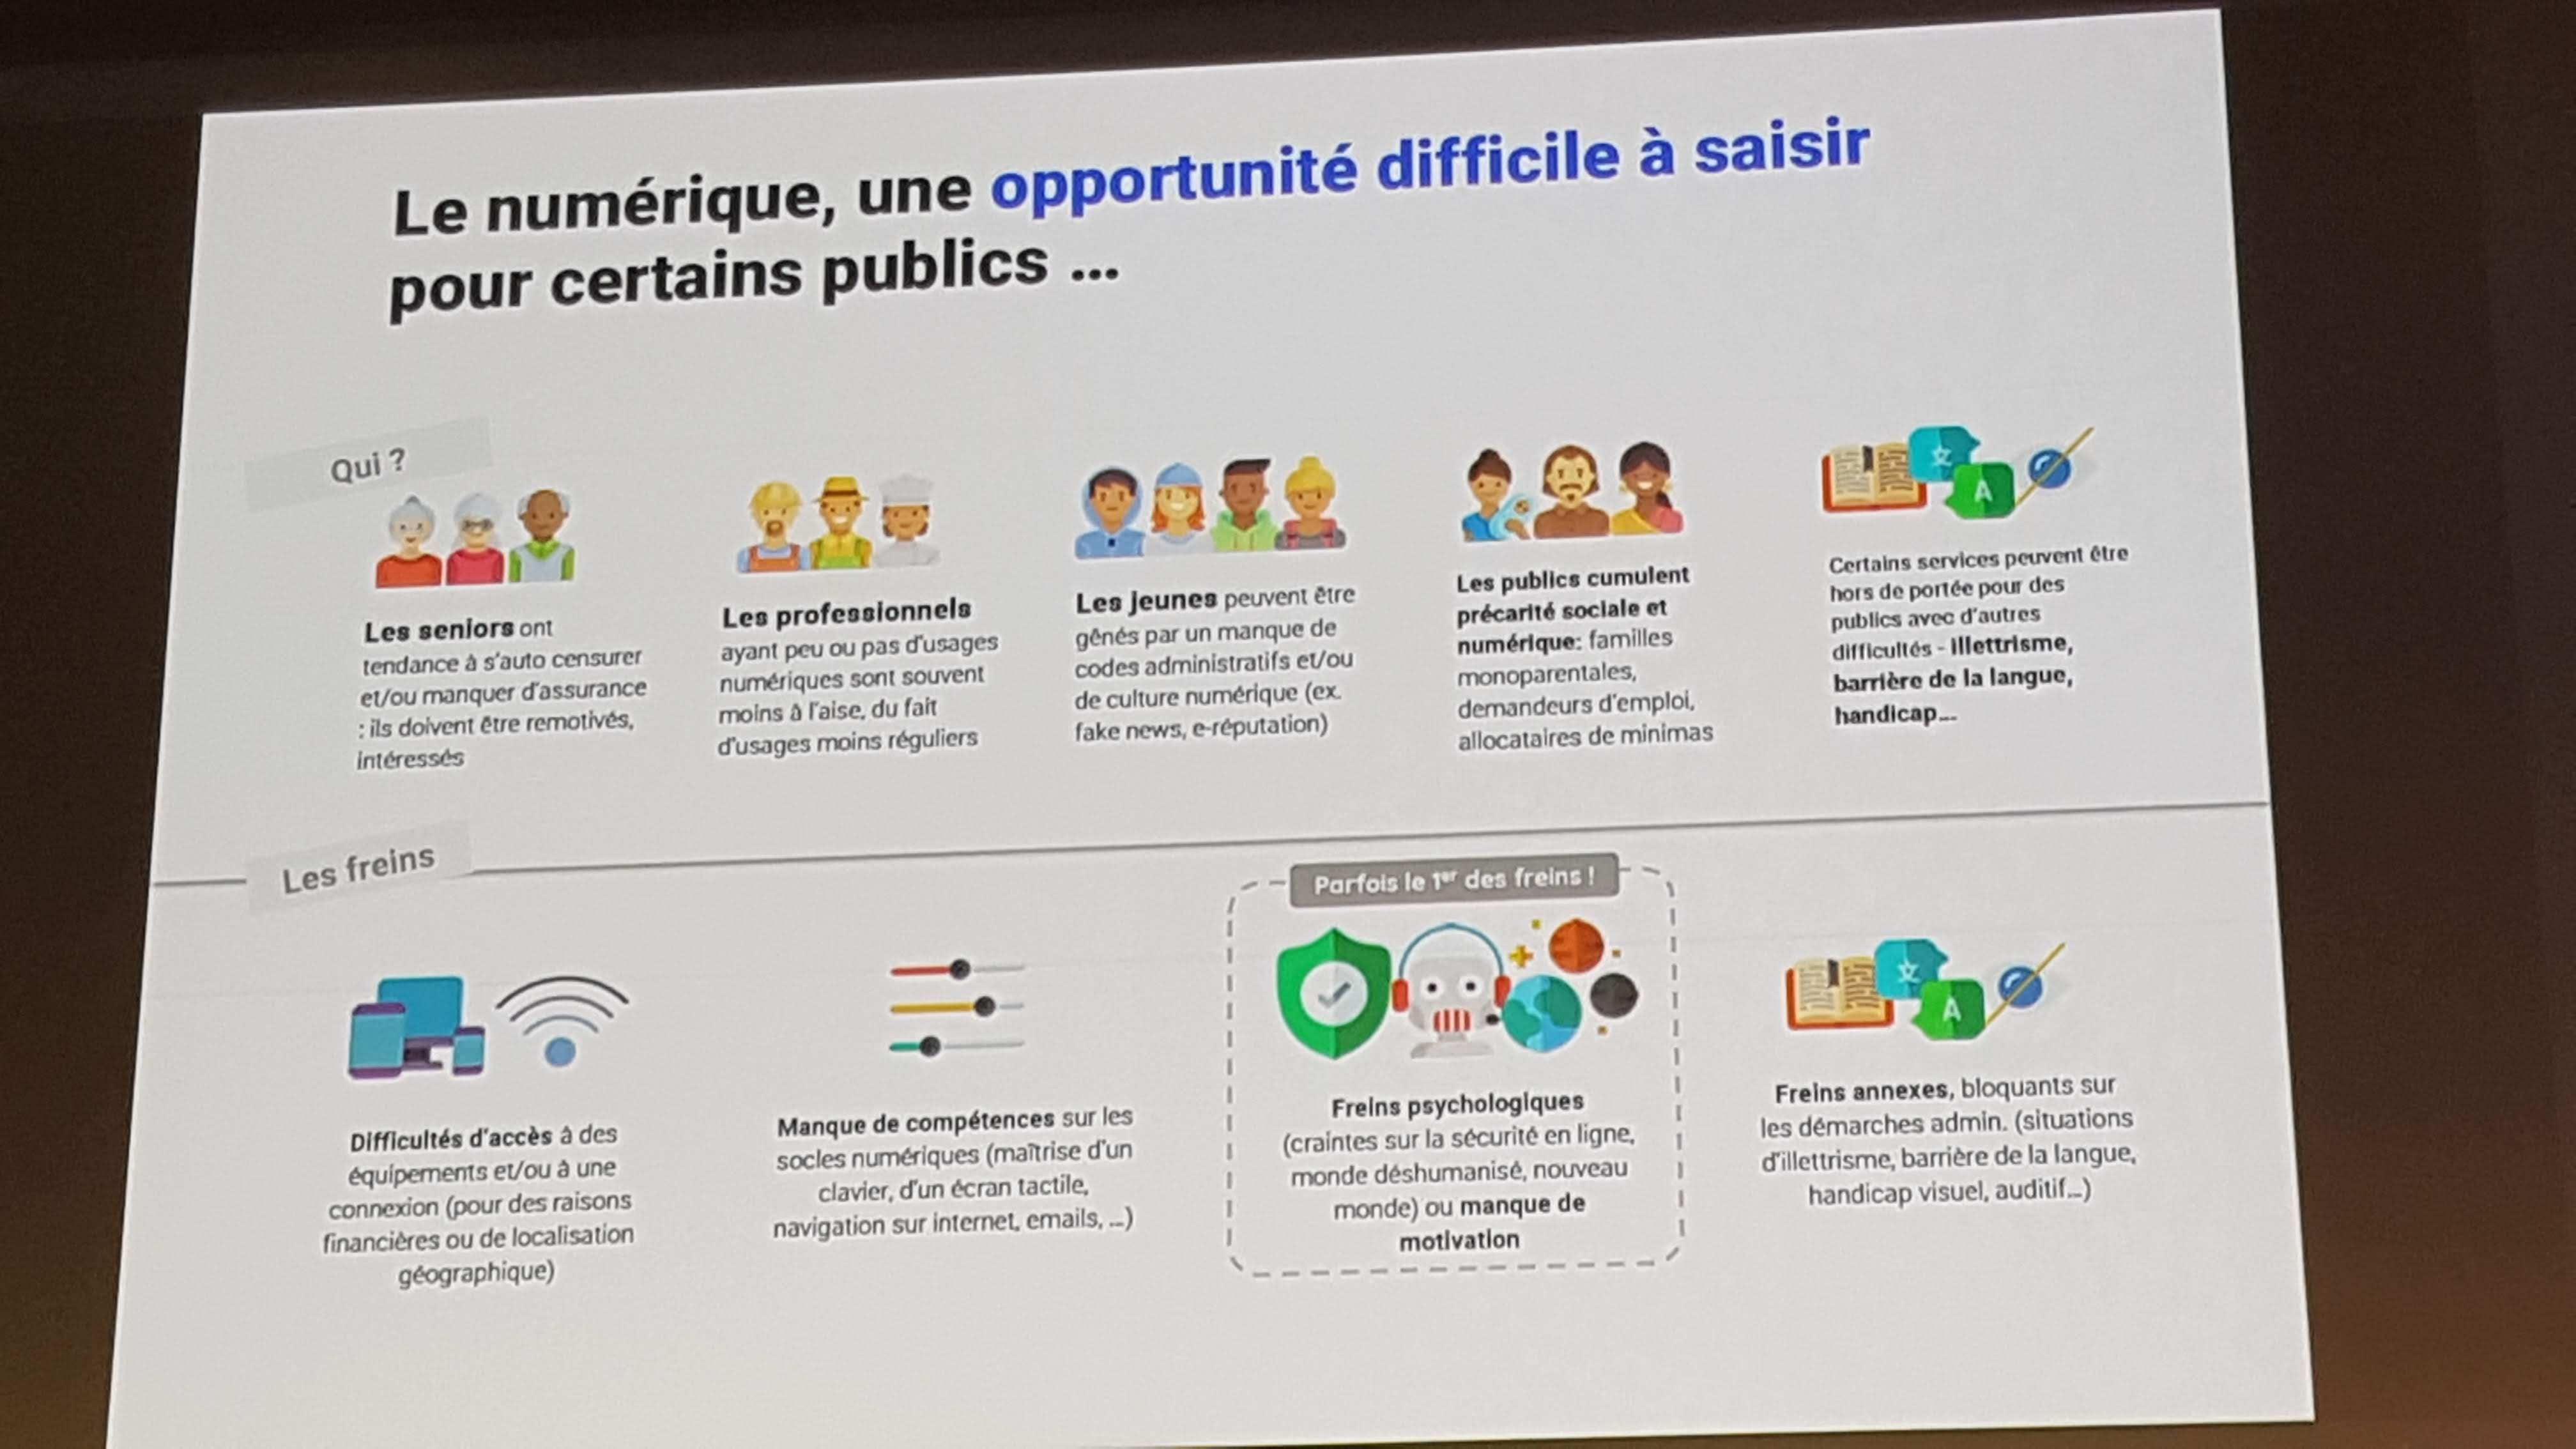 Le numérique, une opportunité difficile à saisir
pour certains publics ...
Qui ?
Les seniors ont
tendance à s'auto censurer
et/ou manquer d'assurance
: ils doivent être remotivés,
intéressés
Les professionnels
ayant peu ou pas d'usages
numériques sont souvent
moins à l'aise, du fait
d'usages moins réguliers
Les jeunes peuvent être
gênés par un manque de
codes administratifs et/ou
de culture numérique (ex.
fake news, e-réputation)
Les publics cumulent
précarité sociale et
numérique: familles
monoparentales,
demandeurs d'emploi,
allocataires de minimas
A
Certains services peuvent être
hors de portée pour des
publics avec d'autres
difficultés - illettrisme,
barrière de la langue,
handicap...
Les freins
Difficultés d'accès à des
équipements et/ou à une
connexion (pour des raisons
financières ou de localisation
géographique)
Manque de compétences sur les
socles numériques (maîtrise d'un
clavier, d'un écran tactile,
navigation sur internet, emails, ...)
Parfois le 1er des freins !
Freins psychologiques
(craintes sur la sécurité en ligne,
monde déshumanisé, nouveau
monde) ou manque de
motivation
A
Freins annexes, bloquants sur
les démarches admin. (situations
d'illettrisme, barrière de la langue,
handicap visuel, auditif...)